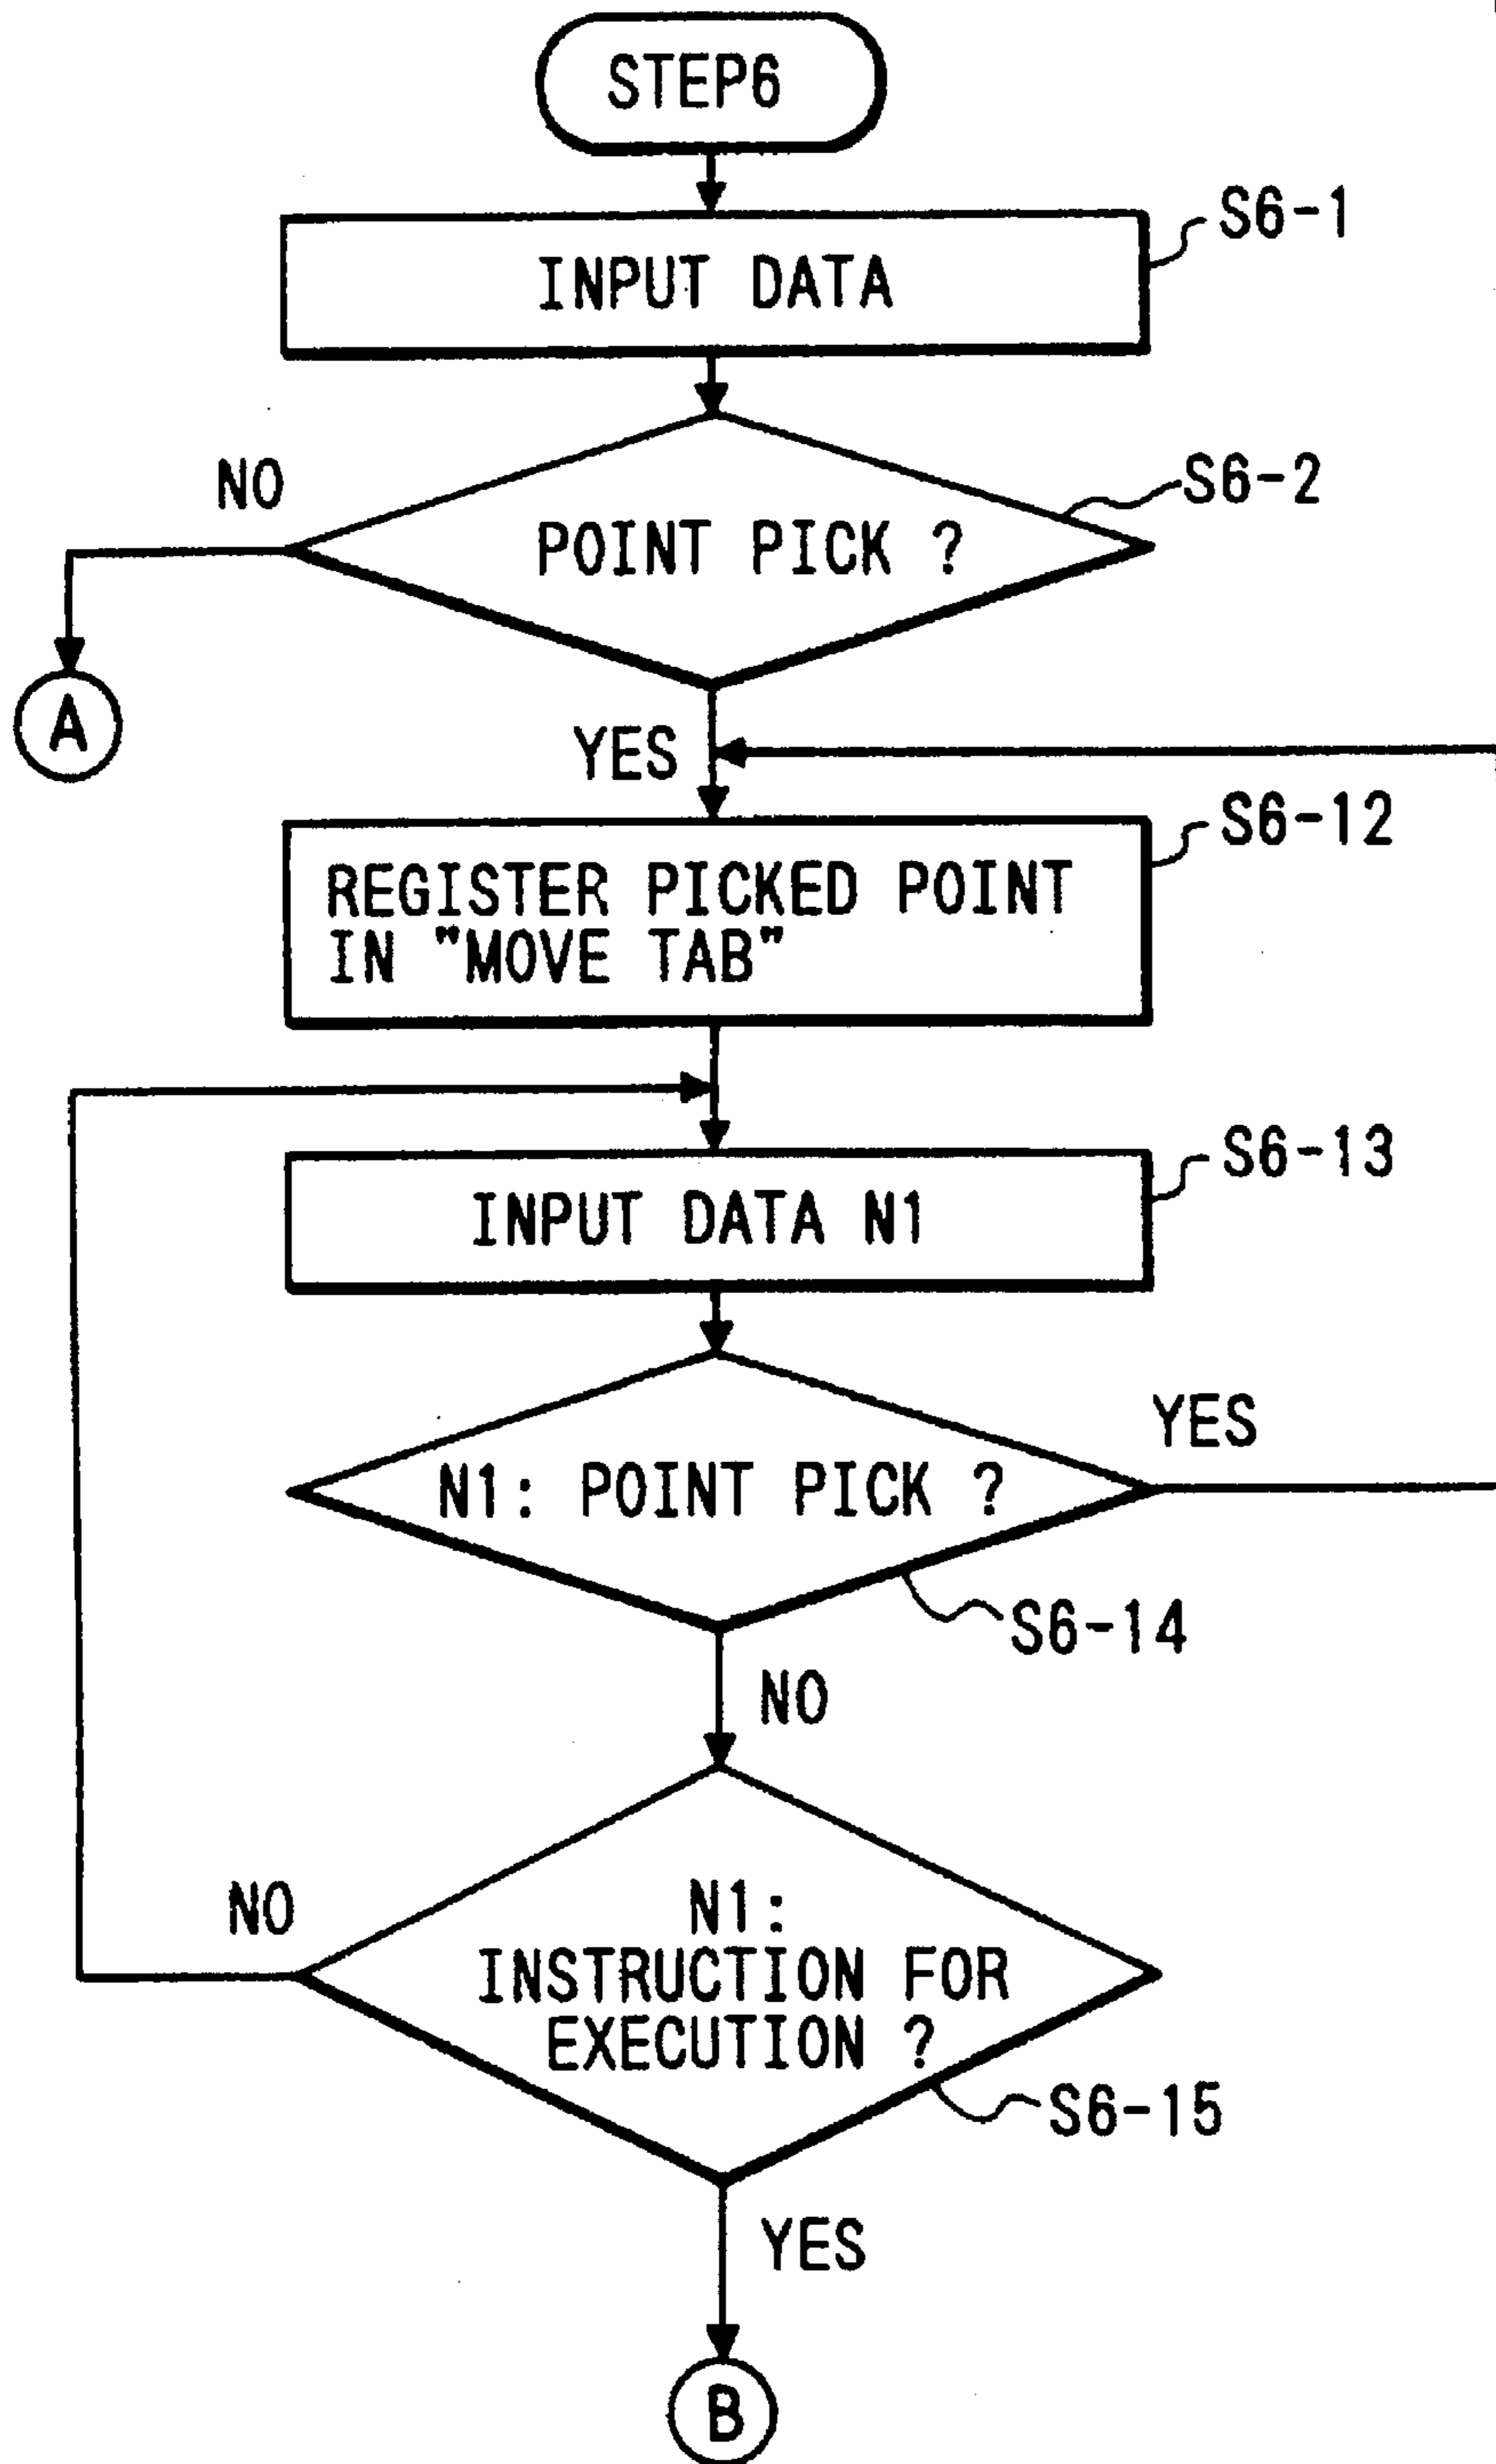 STEP6
S6-1
INPUT DATA
NO
S6-2
POINT PICK ?
A
YES
S6-12
REGISTER PICKED POINT
IN "MOVE TAB"
S6-13
INPUT DATA N1
YES
N1: POINT PICK ?
S6-14
NO
NO
N1:
INSTRUCTION FOR
EXECUTION ?
S6-15
YES
B